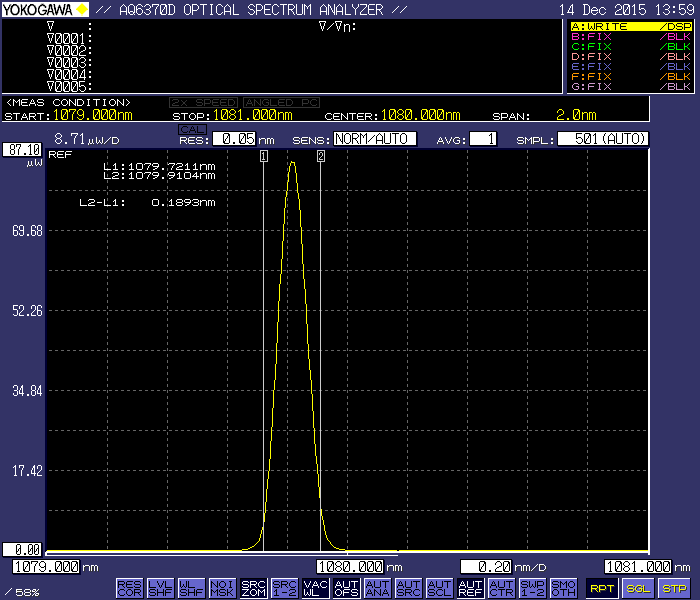 YOKOGAWA // AQ6370D OPTICAL SPECTRUM ANALYZER // 14 Dec 2015 13:59
∇ : ∇/∇n:
∇0001:
∇0002:
∇0003:
∇0004:
∇0005:
A:WRITE /DSP
B:FIX /BLK
C:FIX /BLK
D:FIX /BLK
E:FIX /BLK
F:FIX /BLK
G:FIX /BLK
<MEAS CONDITION> 2x SPEED ANGLED PC
START:1079.000nm STOP:1081.000nm CENTER:1080.000nm SPAN: 2.0nm
8.71μW/D CAL RES: 0.05 nm SENS: NORM/AUTO AVG: 1 SMPL: 501(AUTO)
87.10 μW
REF
1 2
L1:1079.7211nm
L2:1079.9104nm
L2-L1: 0.1893nm
69.68
52.26
34.84
17.42
0.00
1079.000 nm 1080.000 nm 0.20 nm/D 1081.000 nm
/ 58%
RES COR
LVL SHF
WL SHF
NOI MSK
SRC ZOM
SRC 1-2
VAC WL
AUT OFS
AUT ANA
AUT SRC
AUT SCL
AUT REF
AUT CTR
SWP 1-2
SMO OTH
RPT
SGL
STP